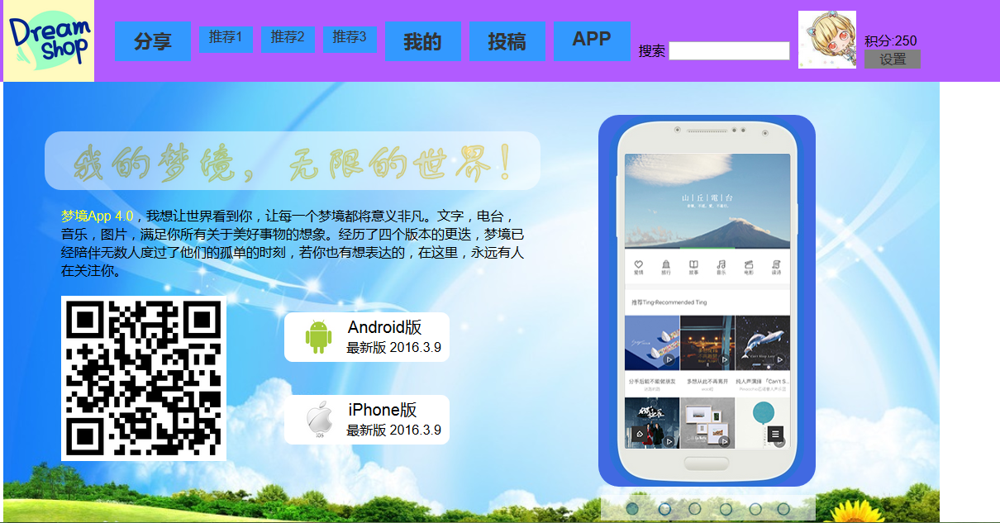 Dream
Shop
分享
推荐1
推荐2
推荐3
我的
投稿
APP
搜索
积分:250
设置
我的梦境，无限的世界！
梦境App 4.0，我想让世界看到你，让每一个梦境都将意义非凡。文字，电台，
音乐，图片，满足你所有关于美好事物的想象。经历了四个版本的更迭，梦境已
经陪伴无数人度过了他们的孤单的时刻，若你也有想表达的，在这里，永远有人
在关注你。
Android版
最新版 2016.3.9
iPhone版
最新版 2016.3.9
iOS
山丘電台
爱情
旅行
故事
音乐
电影
读诗
推荐Ting·Recommended Ting
分手后能不能做朋友
多想从此不再离开
纯人声演绎 「Can't S...